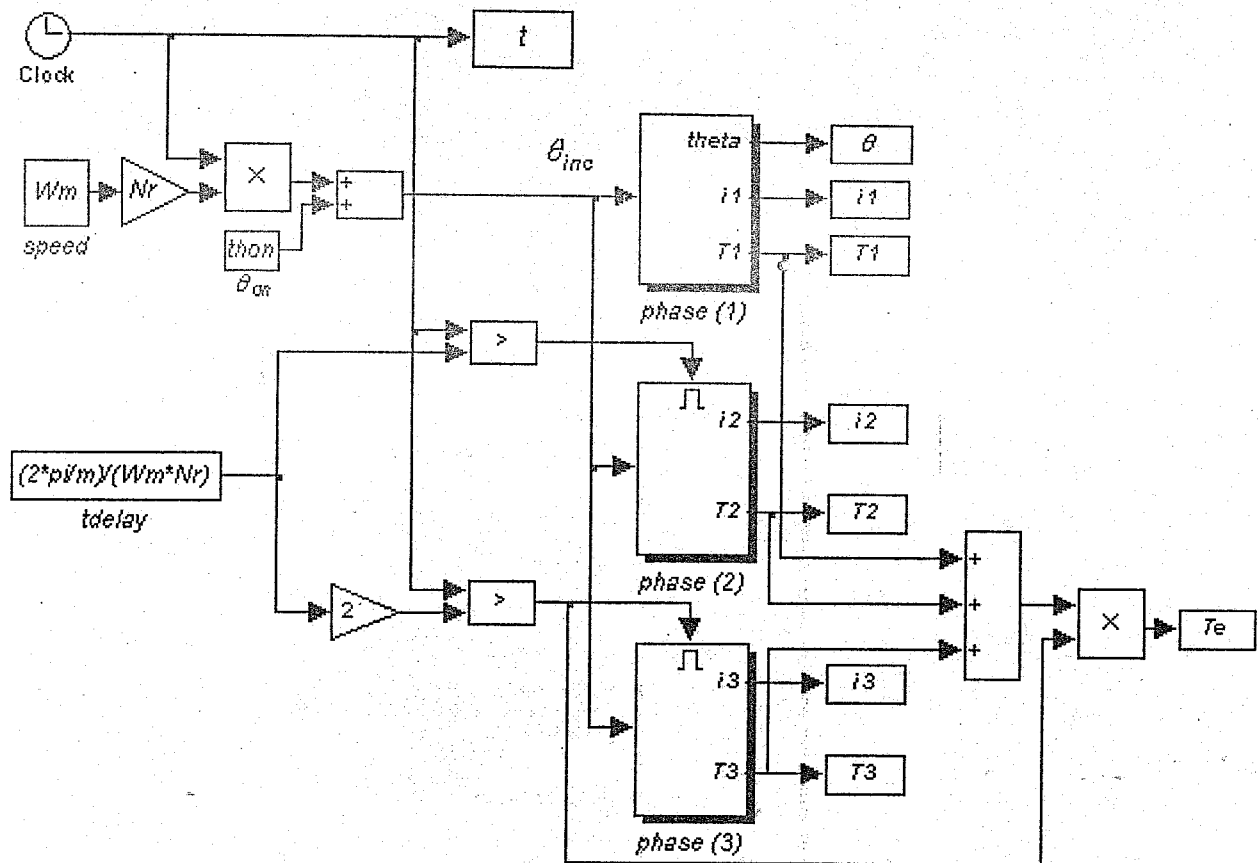 t
Clock
theta
θ
θinc
Wm
Nr
×
+
+
i1
i1
speed
thon
θon
T1
T1
phase (1)
>
i2
i2
(2*pi/m)/(Wm*Nr)
tdelay
T2
T2
phase (2)
+
2
>
+
×
Te
+
i3
i3
T3
T3
phase (3)